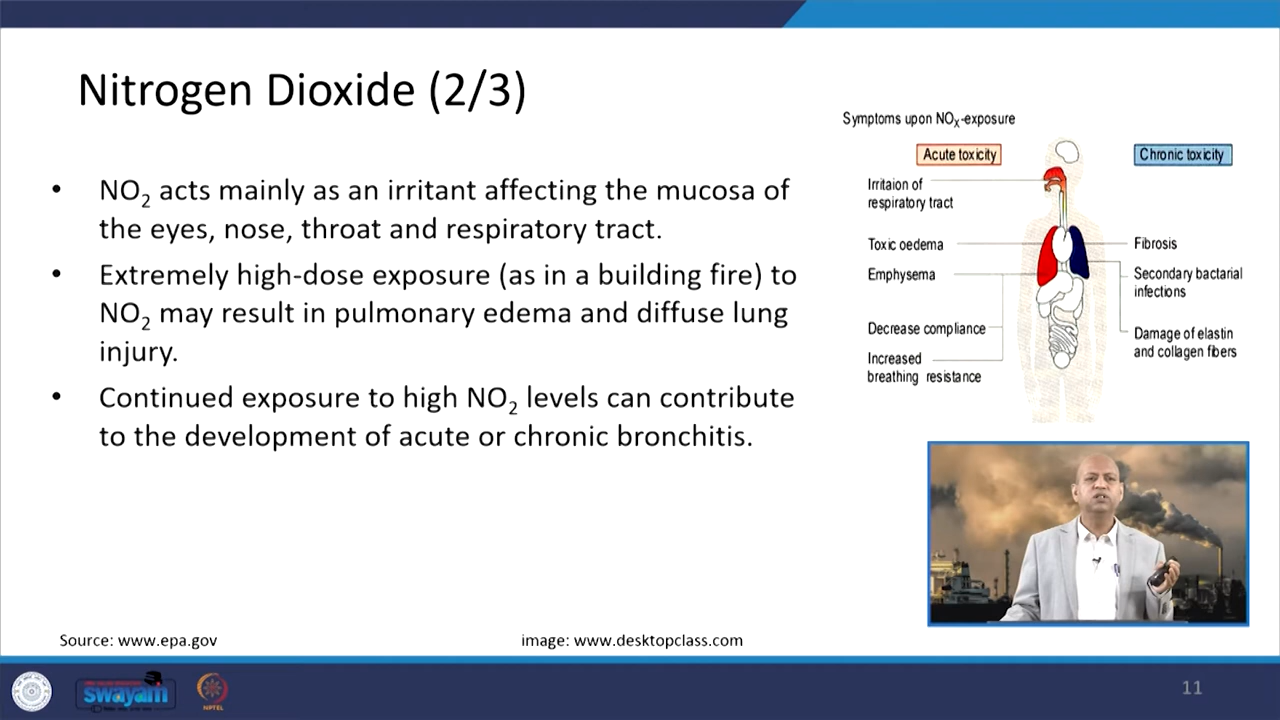 Nitrogen Dioxide (2/3)
• NO₂ acts mainly as an irritant affecting the mucosa of
the eyes, nose, throat and respiratory tract.
• Extremely high-dose exposure (as in a building fire) to
NO₂ may result in pulmonary edema and diffuse lung
injury.
• Continued exposure to high NO₂ levels can contribute
to the development of acute or chronic bronchitis.
Symptoms upon NOₓ-exposure
Acute toxicity
Chronic toxicity
Irritaion of
respiratory tract
Toxic oedema
Emphysema
Decrease compliance
Increased
breathing resistance
Fibrosis
Secondary bactarial
infections
Damage of elastin
and collagen fibers
Source: www.epa.gov
image: www.desktopclass.com
swayam
NPTEL
11